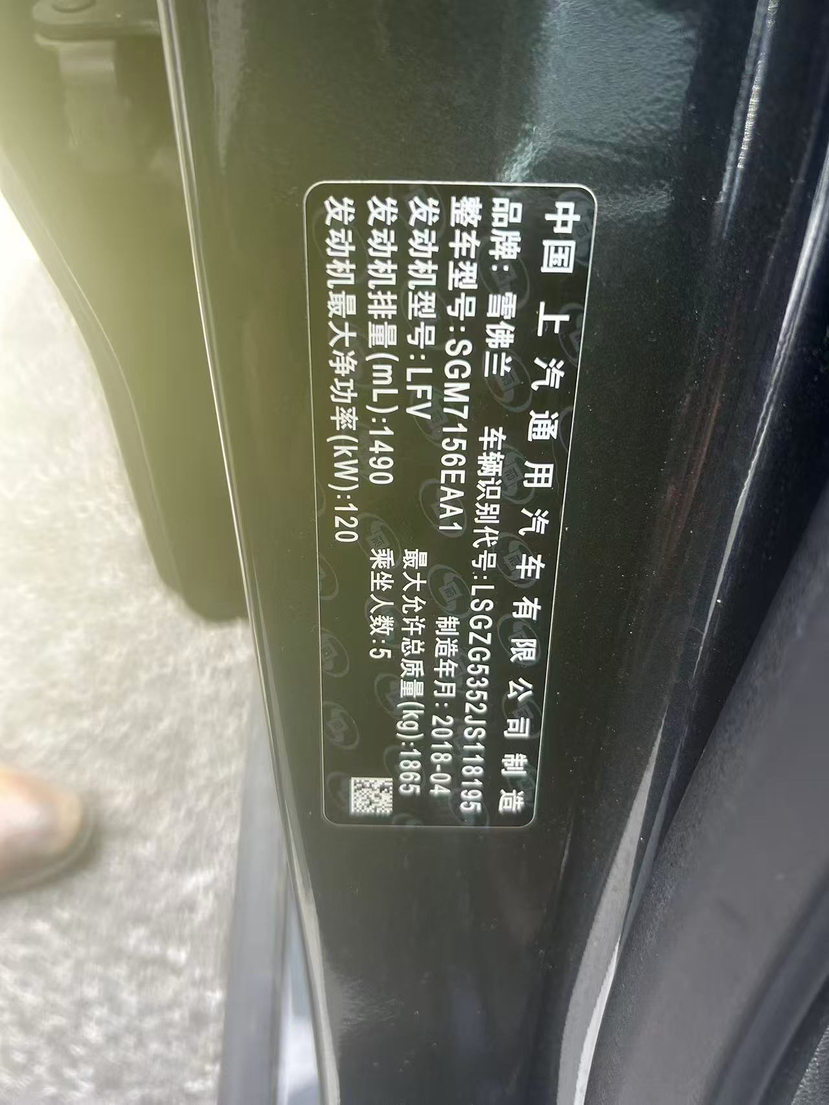 中国 上汽通用汽车有限公司制造
品牌: 雪佛兰 车辆识别代号:LSGZG5352JS118195
整车型号:SGM7156EAA1 制造年月:2018-04
发动机型号:LFV 最大允许总质量(kg):1865
发动机排量(mL):1490 乘坐人数:5
发动机最大净功率(kW):120